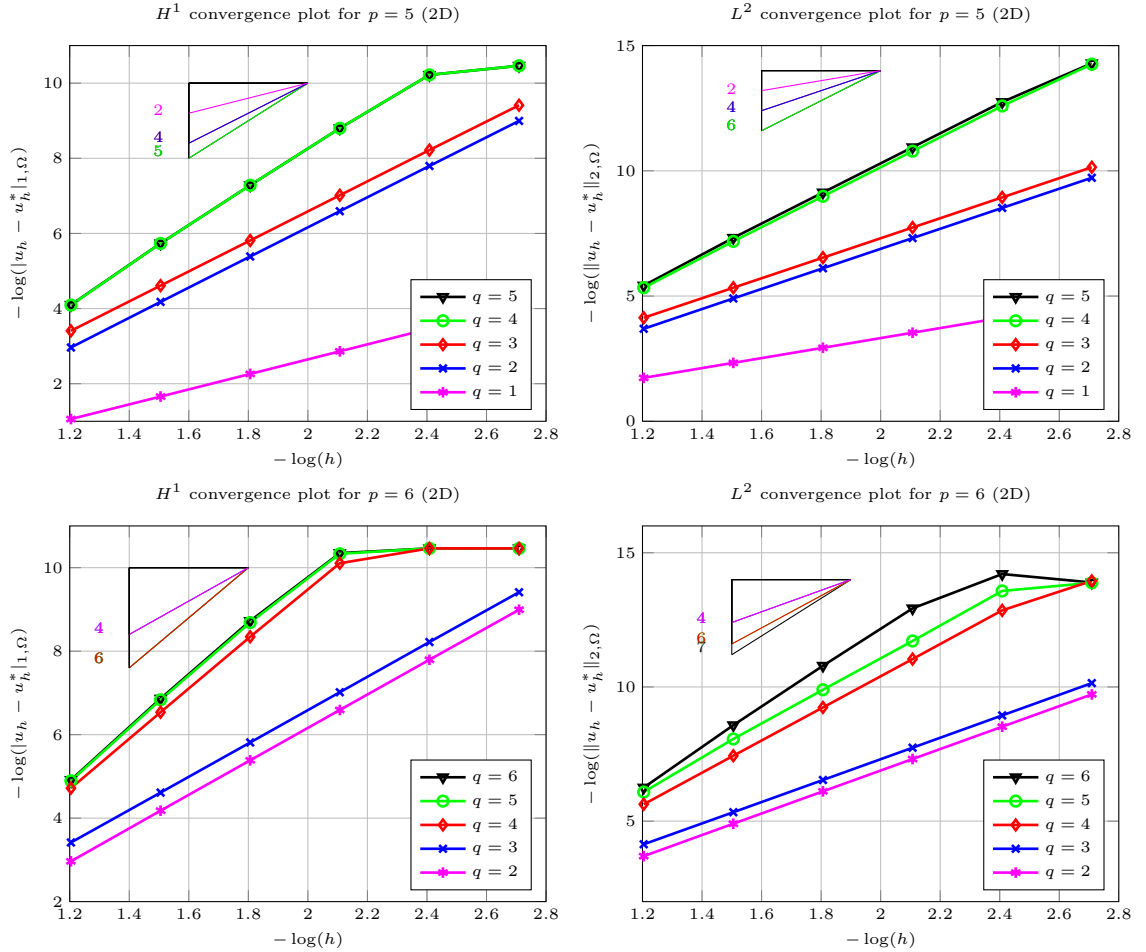 H¹ convergence plot for p = 5 (2D)
− log(|u_h − u_h^*|_{1,Ω})
10
8
6
4
2
2
4
5
q = 5
q = 4
q = 3
q = 2
q = 1
1.2 1.4 1.6 1.8 2 2.2 2.4 2.6 2.8
− log(h)
L² convergence plot for p = 5 (2D)
− log(‖u_h − u_h^*‖_{2,Ω})
15
10
5
0
2
4
6
q = 5
q = 4
q = 3
q = 2
q = 1
1.2 1.4 1.6 1.8 2 2.2 2.4 2.6 2.8
− log(h)
H¹ convergence plot for p = 6 (2D)
− log(|u_h − u_h^*|_{1,Ω})
10
8
6
4
2
4
6
q = 6
q = 5
q = 4
q = 3
q = 2
1.2 1.4 1.6 1.8 2 2.2 2.4 2.6 2.8
− log(h)
L² convergence plot for p = 6 (2D)
− log(‖u_h − u_h^*‖_{2,Ω})
15
10
5
4
6
7
q = 6
q = 5
q = 4
q = 3
q = 2
1.2 1.4 1.6 1.8 2 2.2 2.4 2.6 2.8
− log(h)